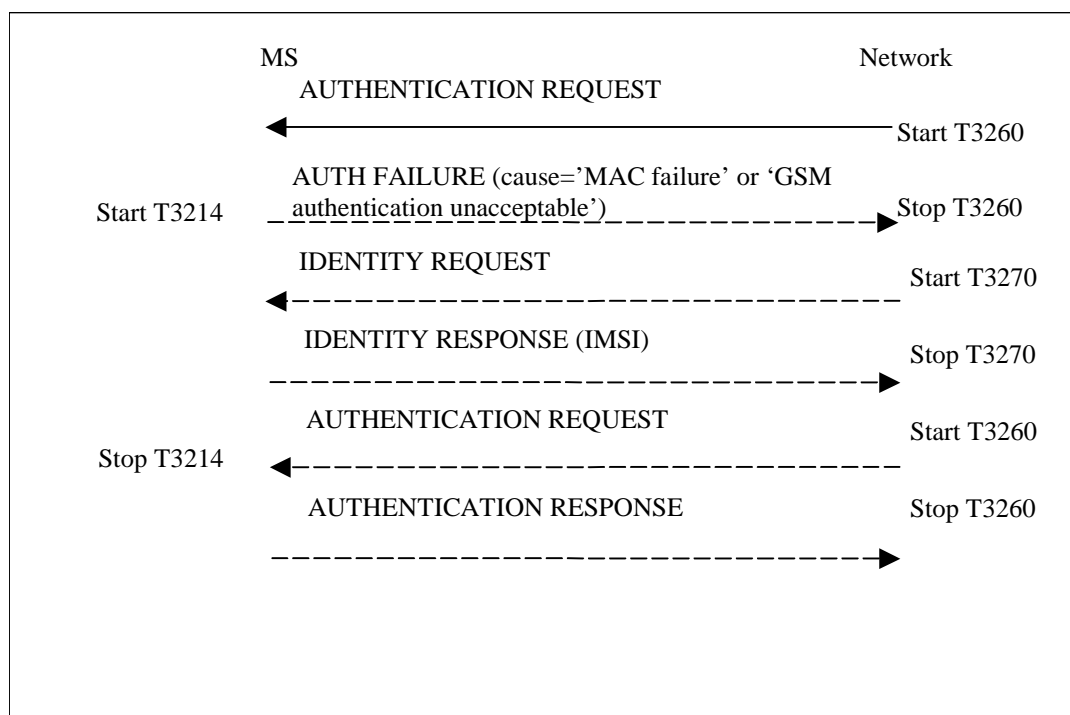 MS Network
AUTHENTICATION REQUEST
Start T3260
AUTH FAILURE (cause=’MAC failure’ or ‘GSM
Start T3214 authentication unacceptable’) Stop T3260
IDENTITY REQUEST
Start T3270
IDENTITY RESPONSE (IMSI)
Stop T3270
AUTHENTICATION REQUEST
Start T3260
Stop T3214
AUTHENTICATION RESPONSE Stop T3260